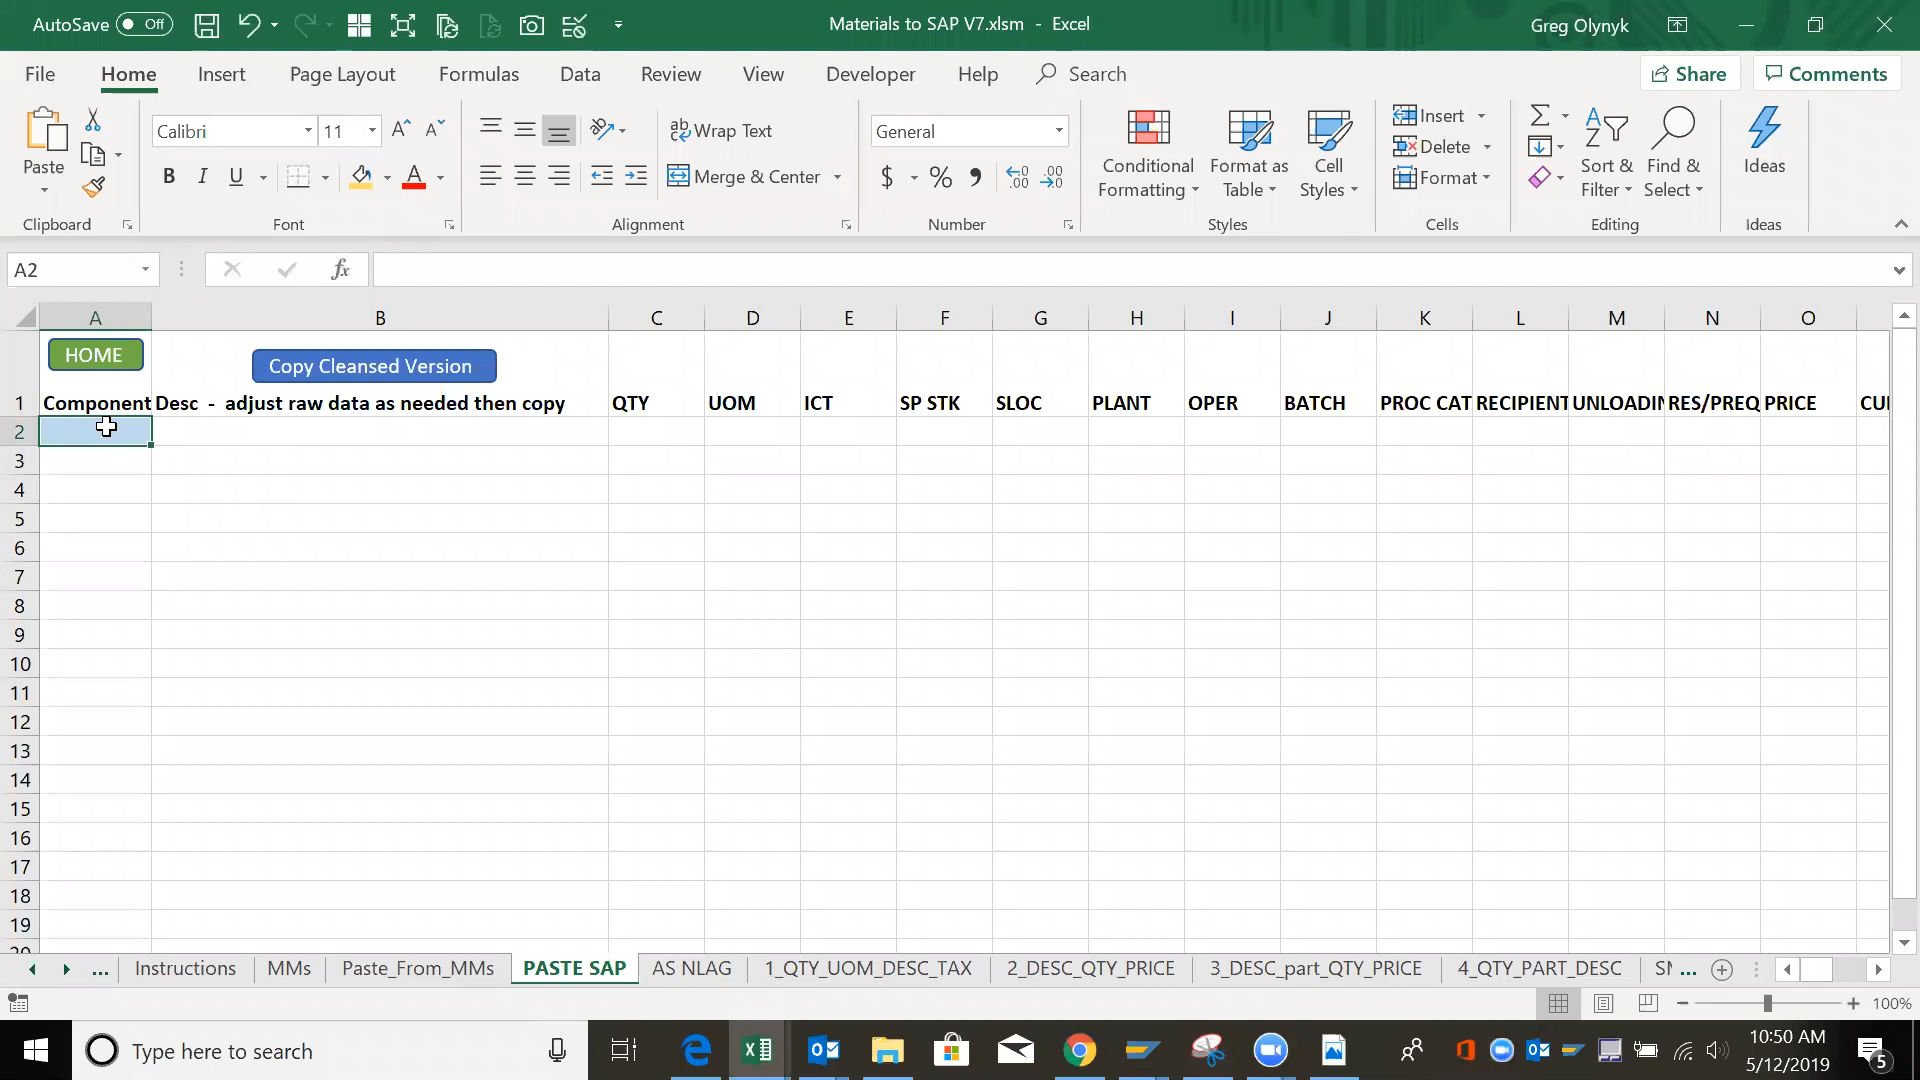 AutoSave Off
Materials to SAP V7.xlsm - Excel
Greg Olynyk
File Home Insert Page Layout Formulas Data Review View Developer Help Search Share Comments
Paste
Clipboard
Calibri 11
B I U A
Font
ab Wrap Text
Merge & Center
Alignment
General
$ % 9
Number
Conditional Formatting
Format as Table
Cell Styles
Styles
Insert
Delete
Format
Cells
Sort & Filter
Find & Select
Editing
Ideas
Ideas
A2
fx
A B C D E F G H I J K L M N O
HOME
Copy Cleansed Version
1 Component Desc - adjust raw data as needed then copy QTY UOM ICT SP STK SLOC PLANT OPER BATCH PROC CAT RECIPIENT UNLOADIN RES/PREQ PRICE CUI
2
3
4
5
6
7
8
9
10
11
12
13
14
15
16
17
18
19
20
... Instructions MMs Paste_From_MMs PASTE SAP AS NLAG 1_QTY_UOM_DESC_TAX 2_DESC_QTY_PRICE 3_DESC_part_QTY_PRICE 4_QTY_PART_DESC SM ...
100%
Type here to search
10:50 AM
5/12/2019
5